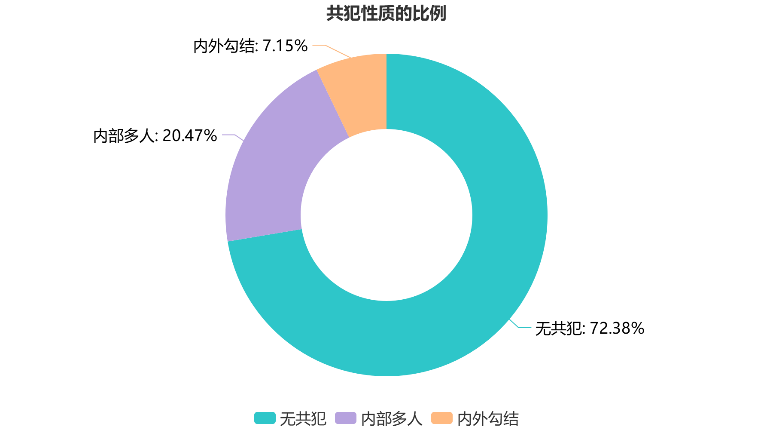 共犯性质的比例
内外勾结: 7.15%
内部多人: 20.47%
无共犯: 72.38%
无共犯 内部多人 内外勾结